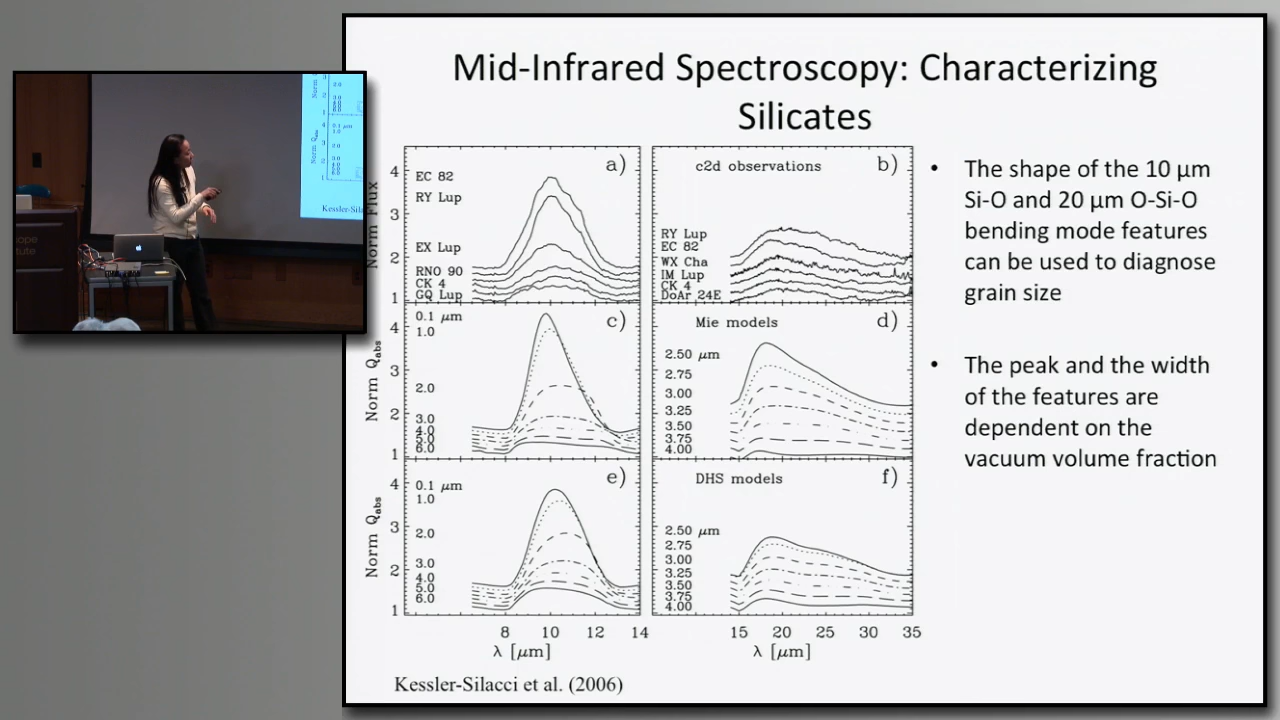 Mid-Infrared Spectroscopy: Characterizing
Silicates
a)
EC 82
RY Lup
EX Lup
RNO 90
CK 4
GQ Lup
Norm Flux
4
3
2
1
b)
c2d observations
RY Lup
EC 82
WX Cha
IM Lup
CK 4
DoAr 24E
c)
0.1 μm
1.0
2.0
3.0
4.0
5.0
6.0
Norm Qabs
4
3
2
1
d)
Mie models
2.50 μm
2.75
3.00
3.25
3.50
3.75
4.00
e)
0.1 μm
1.0
2.0
3.0
4.0
5.0
6.0
Norm Qabs
4
3
2
1
f)
DHS models
2.50 μm
2.75
3.00
3.25
3.50
3.75
4.00
8 10 12 14
λ [μm]
15 20 25 30 35
λ [μm]
Kessler-Silacci et al. (2006)
• The shape of the 10 μm
Si-O and 20 μm O-Si-O
bending mode features
can be used to diagnose
grain size
• The peak and the width
of the features are
dependent on the
vacuum volume fraction